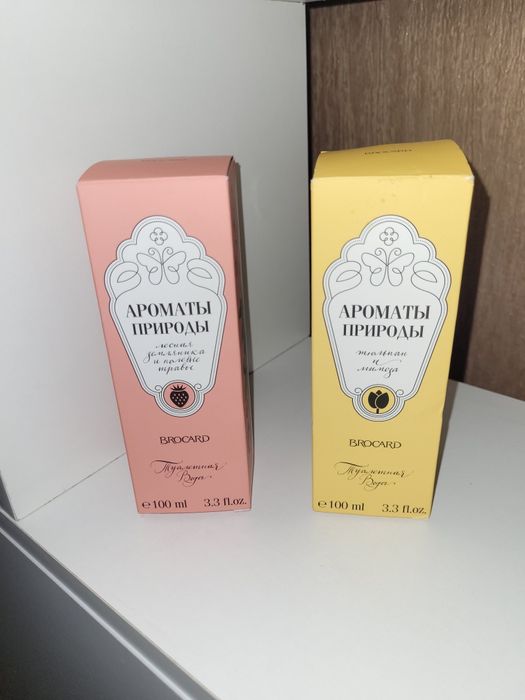 АРОМАТЫ
ПРИРОДЫ
лесная
земляника
и полевые
травы
BROCARD
Туалетная
Вода
℮ 100 ml 3.3 fl.oz.
BROCARD
АРОМАТЫ
ПРИРОДЫ
тюльпан
и
мимоза
BROCARD
Туалетная
Вода
℮ 100 ml 3.3 fl.oz.